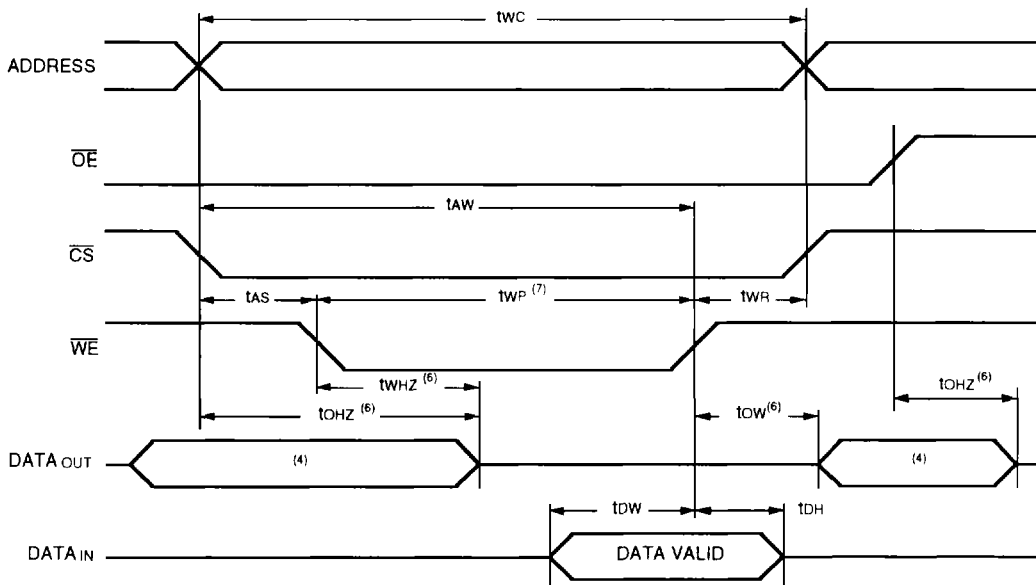 tWC
ADDRESS
OE
tAW
CS
tAS
tWP (7)
tWR
WE
tWHZ (6)
tOHZ (6)
tOHZ (6)
tOW (6)
DATA OUT
(4)
(4)
tDW
tDH
DATA IN
DATA VALID